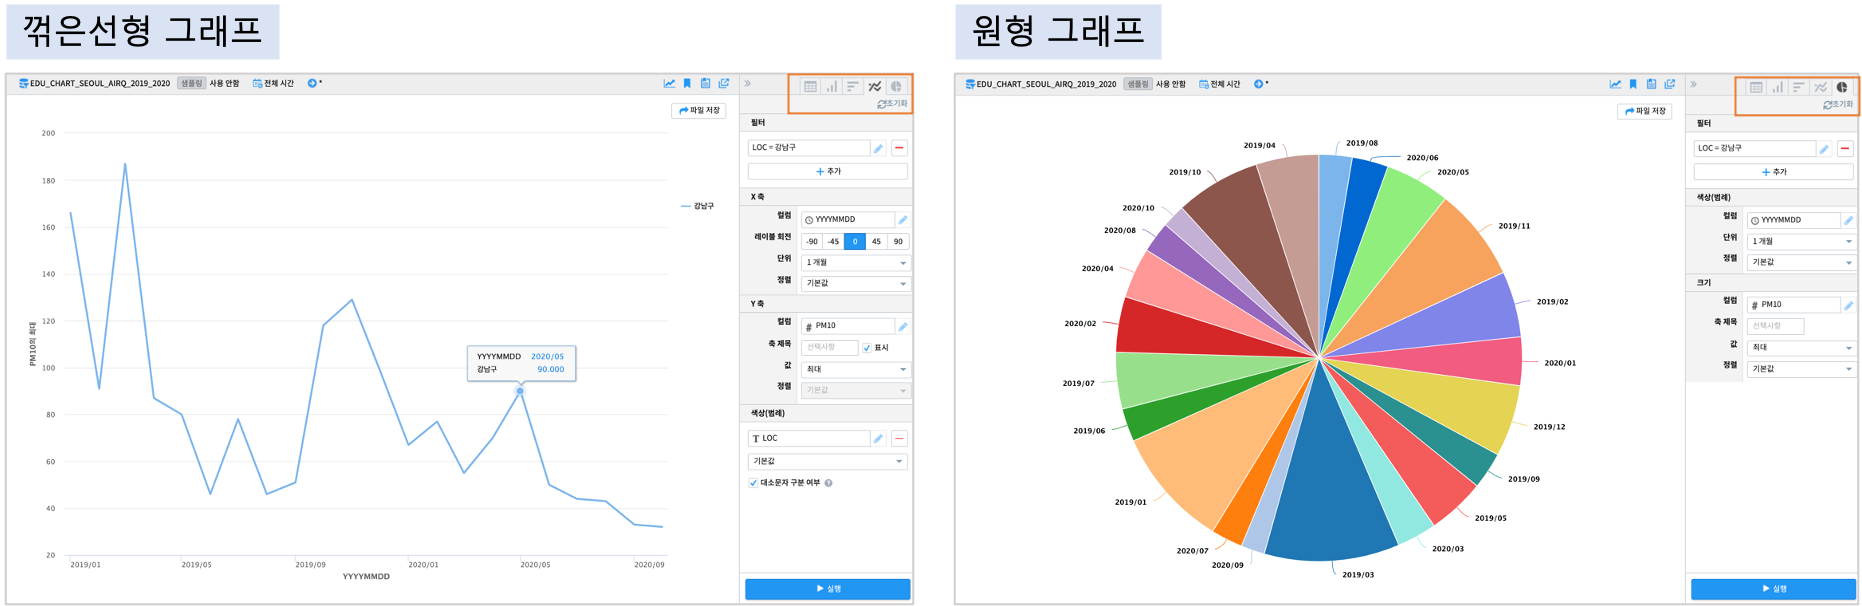 꺾은선형 그래프
EDU_CHART_SEOUL_AIRQ_2019_2020 샘플링 사용 안함 전체 시간 *
파일 저장
초기화
200
180
160
140
120
100
80
60
40
20
PM10의 최대
2019/01 2019/05 2019/09 2020/01 2020/05 2020/09
YYYYMMDD
강남구
YYYYMMDD 2020/05
강남구 90.000
필터
LOC = 강남구
+ 추가
X 축
컬럼 YYYYMMDD
레이블 회전 -90 -45 0 45 90
단위 1 개월
정렬 기본값
Y 축
컬럼 # PM10
축 제목 선택사항 표시
값 최대
정렬 기본값
색상(범례)
T LOC
기본값
대소문자 구분 여부 ?
실행
원형 그래프
EDU_CHART_SEOUL_AIRQ_2019_2020 샘플링 사용 안함 전체 시간 *
파일 저장
초기화
2019/08
2020/06
2020/05
2019/11
2019/02
2020/01
2019/12
2019/09
2019/05
2020/03
2019/03
2020/09
2020/07
2019/01
2019/06
2019/07
2020/02
2020/04
2020/08
2020/10
2019/10
2019/04
필터
LOC = 강남구
+ 추가
색상(범례)
컬럼 YYYYMMDD
단위 1 개월
정렬 기본값
크기
컬럼 # PM10
축 제목 선택사항
값 최대
정렬 기본값
실행